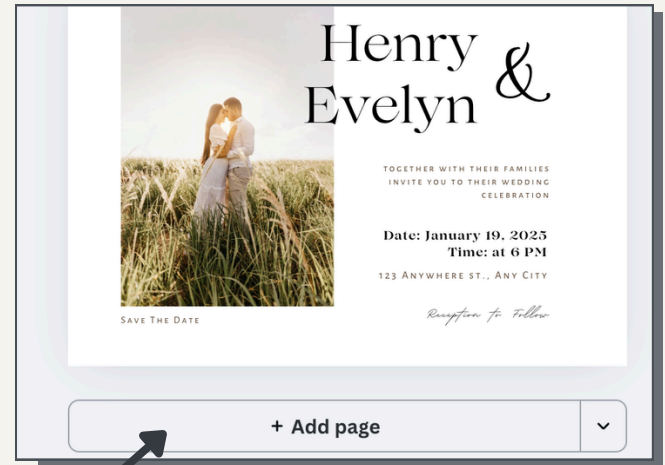 Henry &
Evelyn
TOGETHER WITH THEIR FAMILIES
INVITE YOU TO THEIR WEDDING
CELEBRATION
Date: January 19, 2025
Time: at 6 PM
123 ANYWHERE ST., ANY CITY
Reception to Follow
SAVE THE DATE
+ Add page